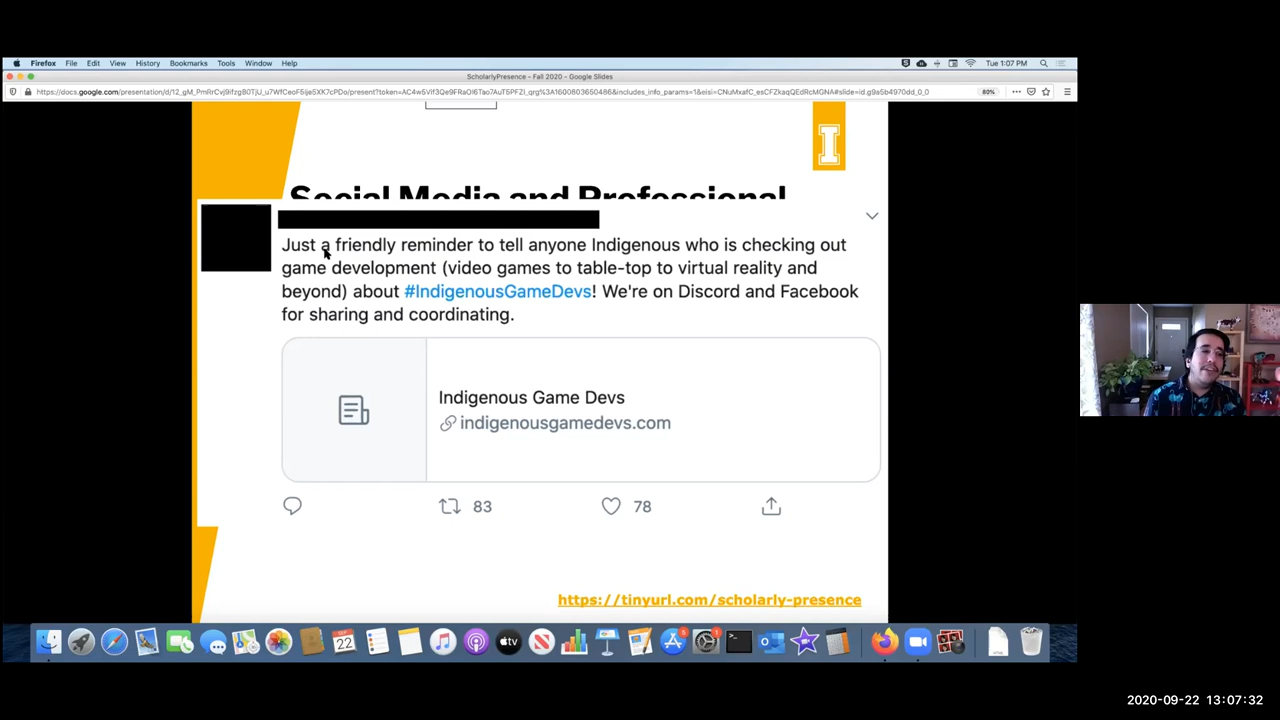 Firefox File Edit View History Bookmarks Tools Window Help Tue 1:07 PM
ScholarlyPresence - Fall 2020 - Google Slides
80%
I
Social Media and Professional
Just a friendly reminder to tell anyone Indigenous who is checking out
game development (video games to table-top to virtual reality and
beyond) about #IndigenousGameDevs! We're on Discord and Facebook
for sharing and coordinating.
Indigenous Game Devs
indigenousgamedevs.com
83 78
https://tinyurl.com/scholarly-presence
22
tv
2020-09-22 13:07:32